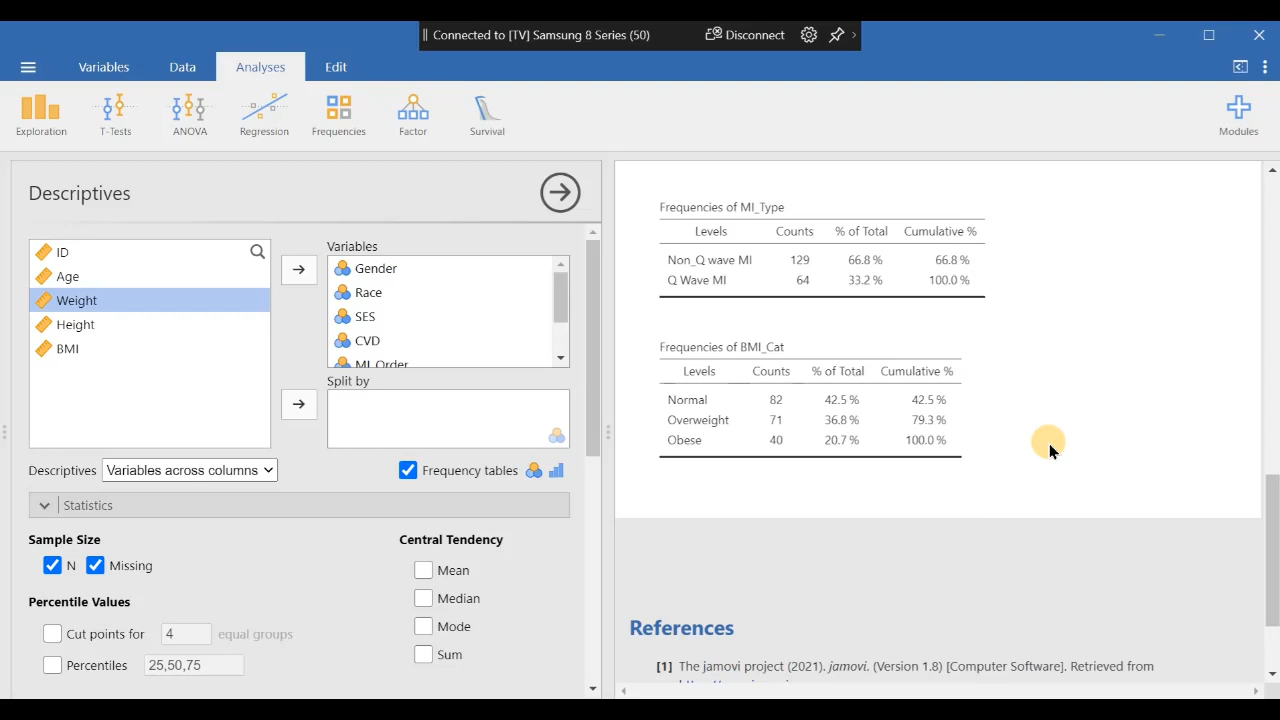 Connected to [TV] Samsung 8 Series (50) Disconnect
Variables Data Analyses Edit
Exploration T-Tests ANOVA Regression Frequencies Factor Survival Modules
Descriptives
ID
Age
Weight
Height
BMI
Variables
Gender
Race
SES
CVD
MI_Order
Split by
Descriptives Variables across columns Frequency tables
Statistics
Sample Size
N Missing
Percentile Values
Cut points for 4 equal groups
Percentiles 25,50,75
Central Tendency
Mean
Median
Mode
Sum
Frequencies of MI_Type
Levels Counts % of Total Cumulative %
Non_Q wave MI 129 66.8 % 66.8 %
Q Wave MI 64 33.2 % 100.0 %
Frequencies of BMI_Cat
Levels Counts % of Total Cumulative %
Normal 82 42.5 % 42.5 %
Overweight 71 36.8 % 79.3 %
Obese 40 20.7 % 100.0 %
References
[1] The jamovi project (2021). jamovi. (Version 1.8) [Computer Software]. Retrieved from